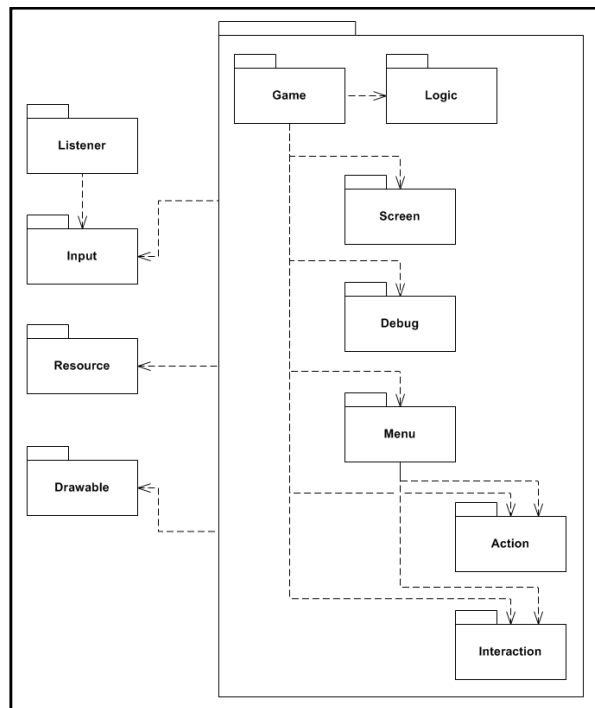 Game
Logic
Listener
Screen
Input
Debug
Resource
Menu
Drawable
Action
Interaction